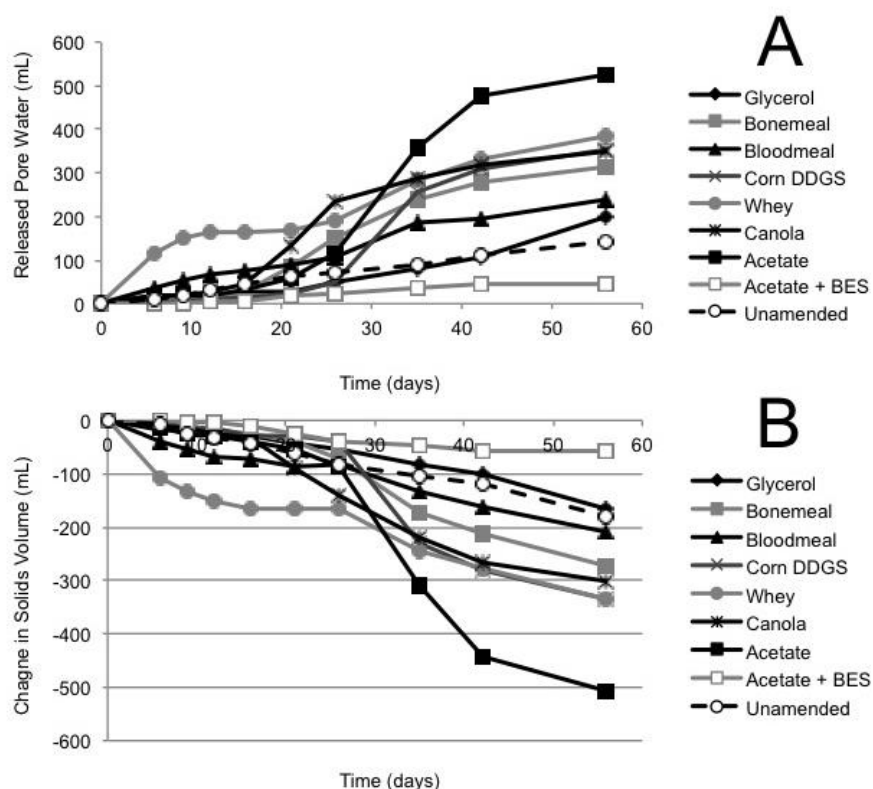 A
600
500
400
300
200
100
0
0 10 20 30 40 50 60
Released Pore Water (mL)
Time (days)
Glycerol
Bonemeal
Bloodmeal
Corn DDGS
Whey
Canola
Acetate
Acetate + BES
Unamended
B
0
-100
-200
-300
-400
-500
-600
0 10 20 30 40 50 60
Chagne in Solids Volume (mL)
Time (days)
Glycerol
Bonemeal
Bloodmeal
Corn DDGS
Whey
Canola
Acetate
Acetate + BES
Unamended